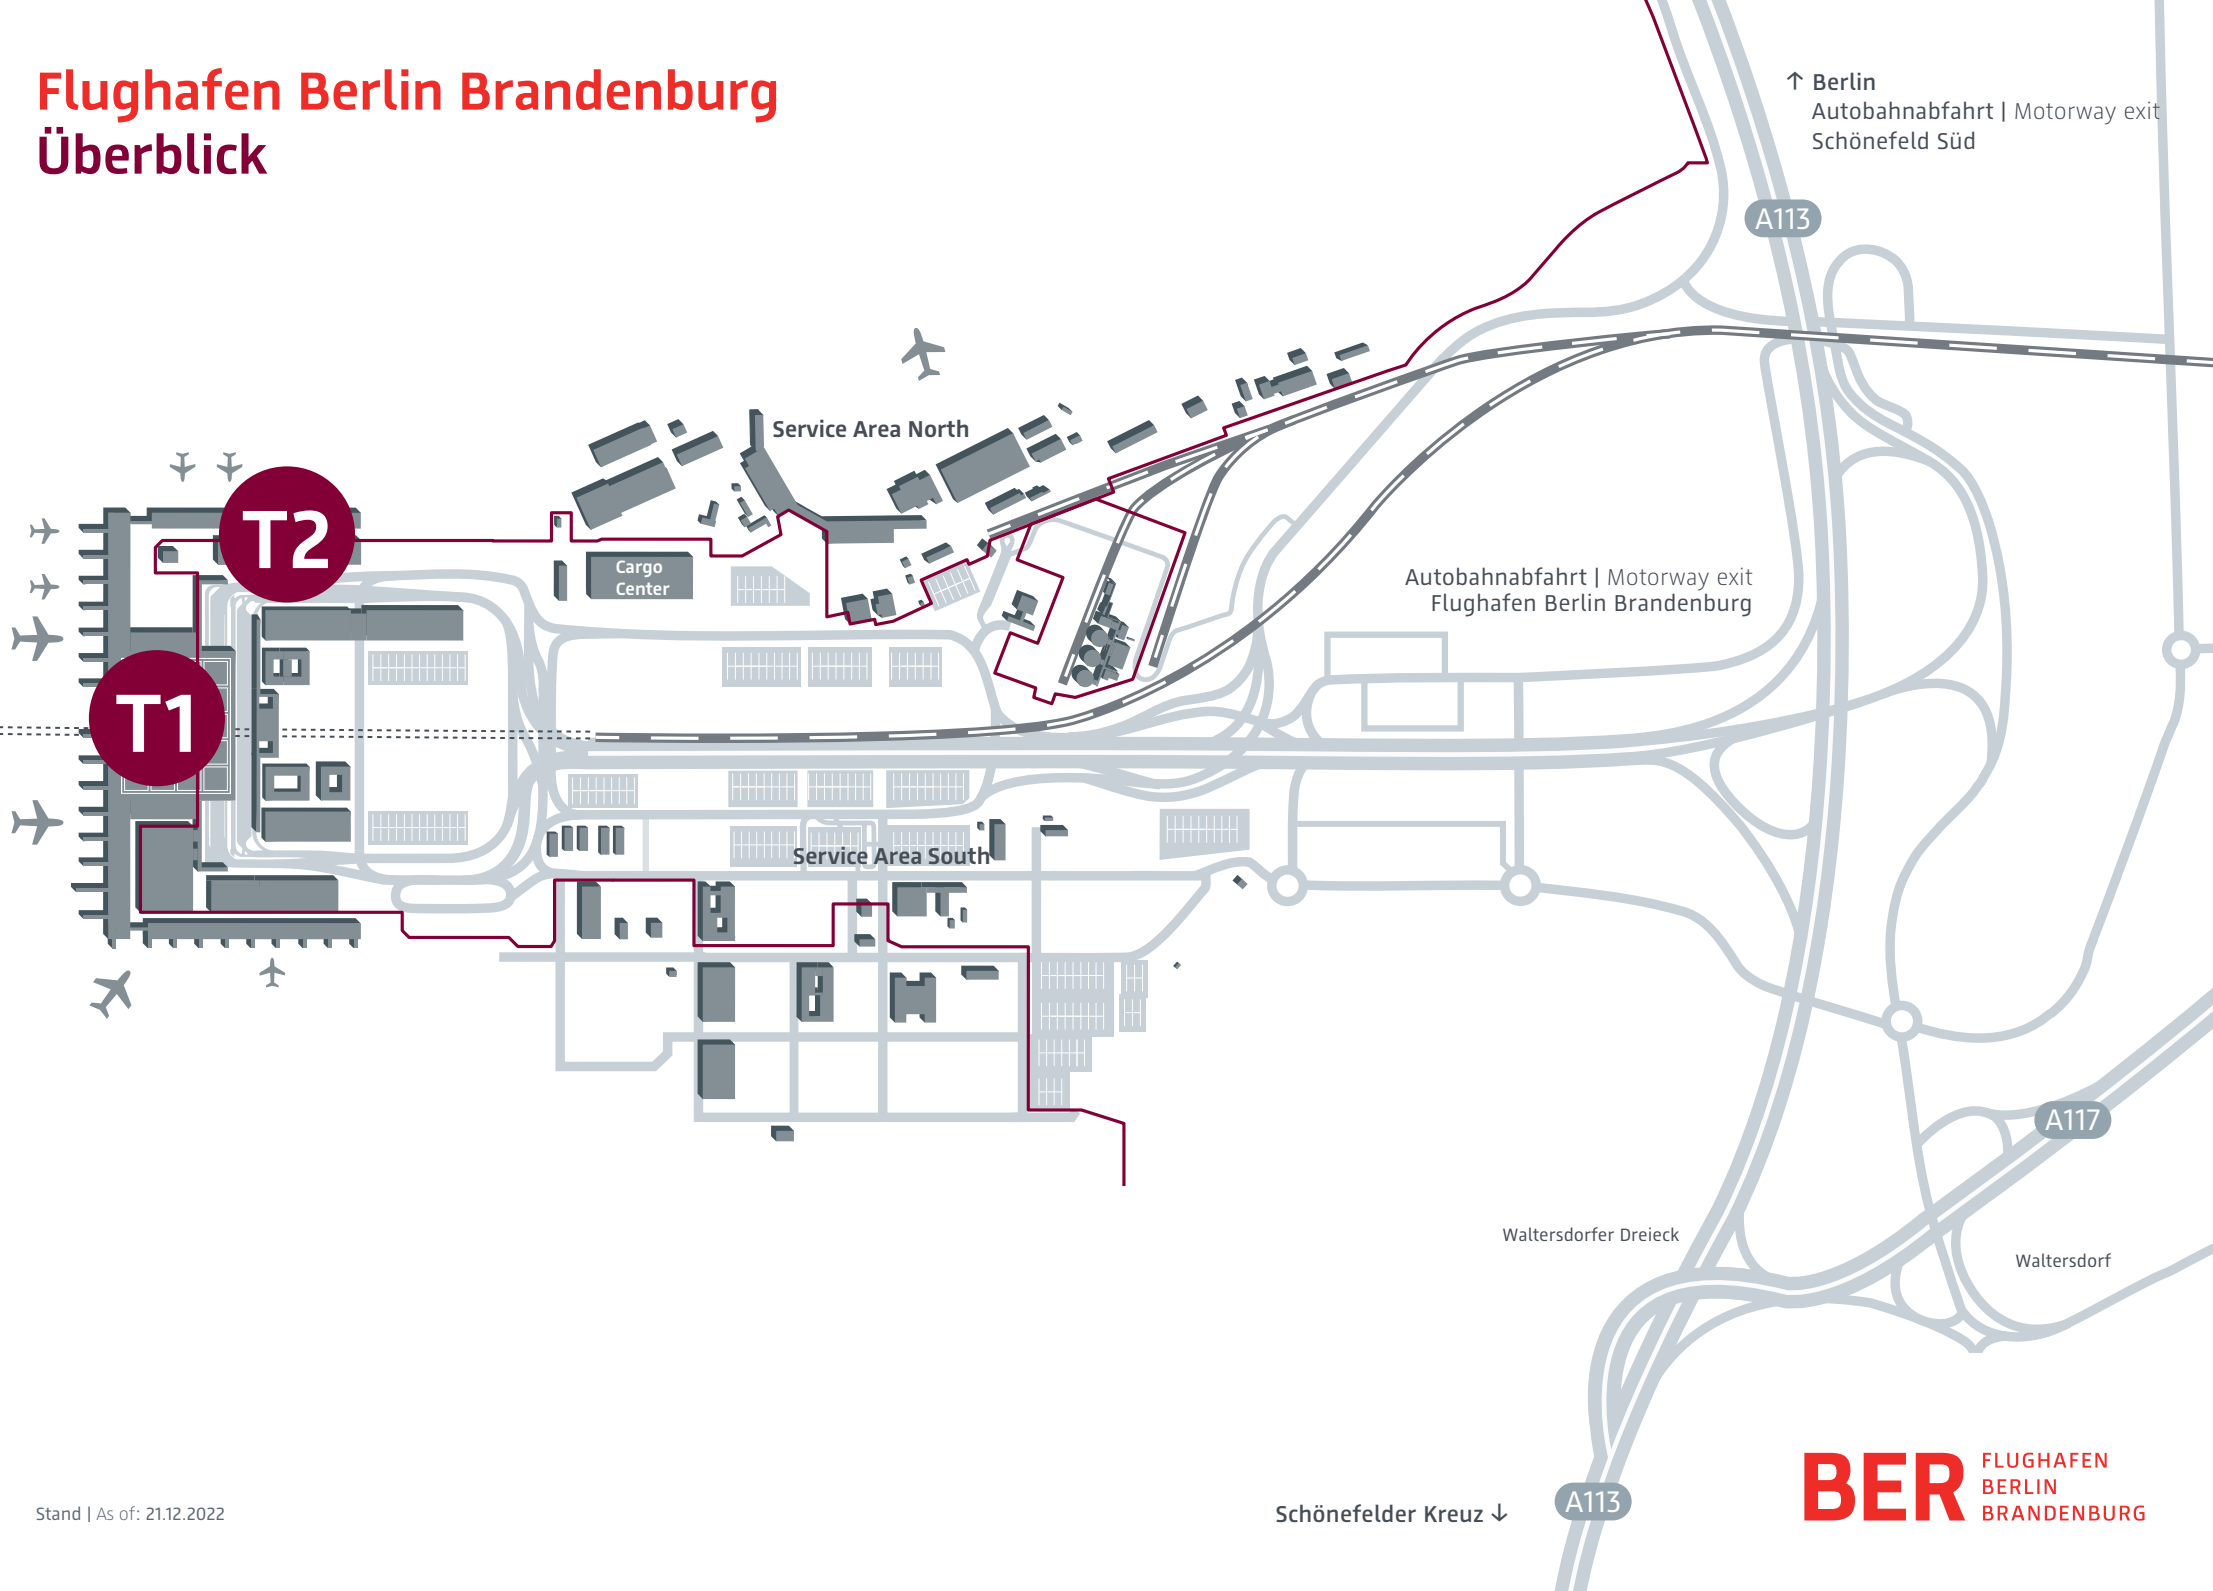 Flughafen Berlin Brandenburg
Überblick
↑ Berlin
Autobahnabfahrt | Motorway exit
Schönefeld Süd
A113
Service Area North
T2
Cargo
Center
Autobahnabfahrt | Motorway exit
Flughafen Berlin Brandenburg
T1
Service Area South
A117
Waltersdorfer Dreieck
Waltersdorf
Schönefelder Kreuz ↓
A113
Stand | As of: 21.12.2022
BER
FLUGHAFEN
BERLIN
BRANDENBURG